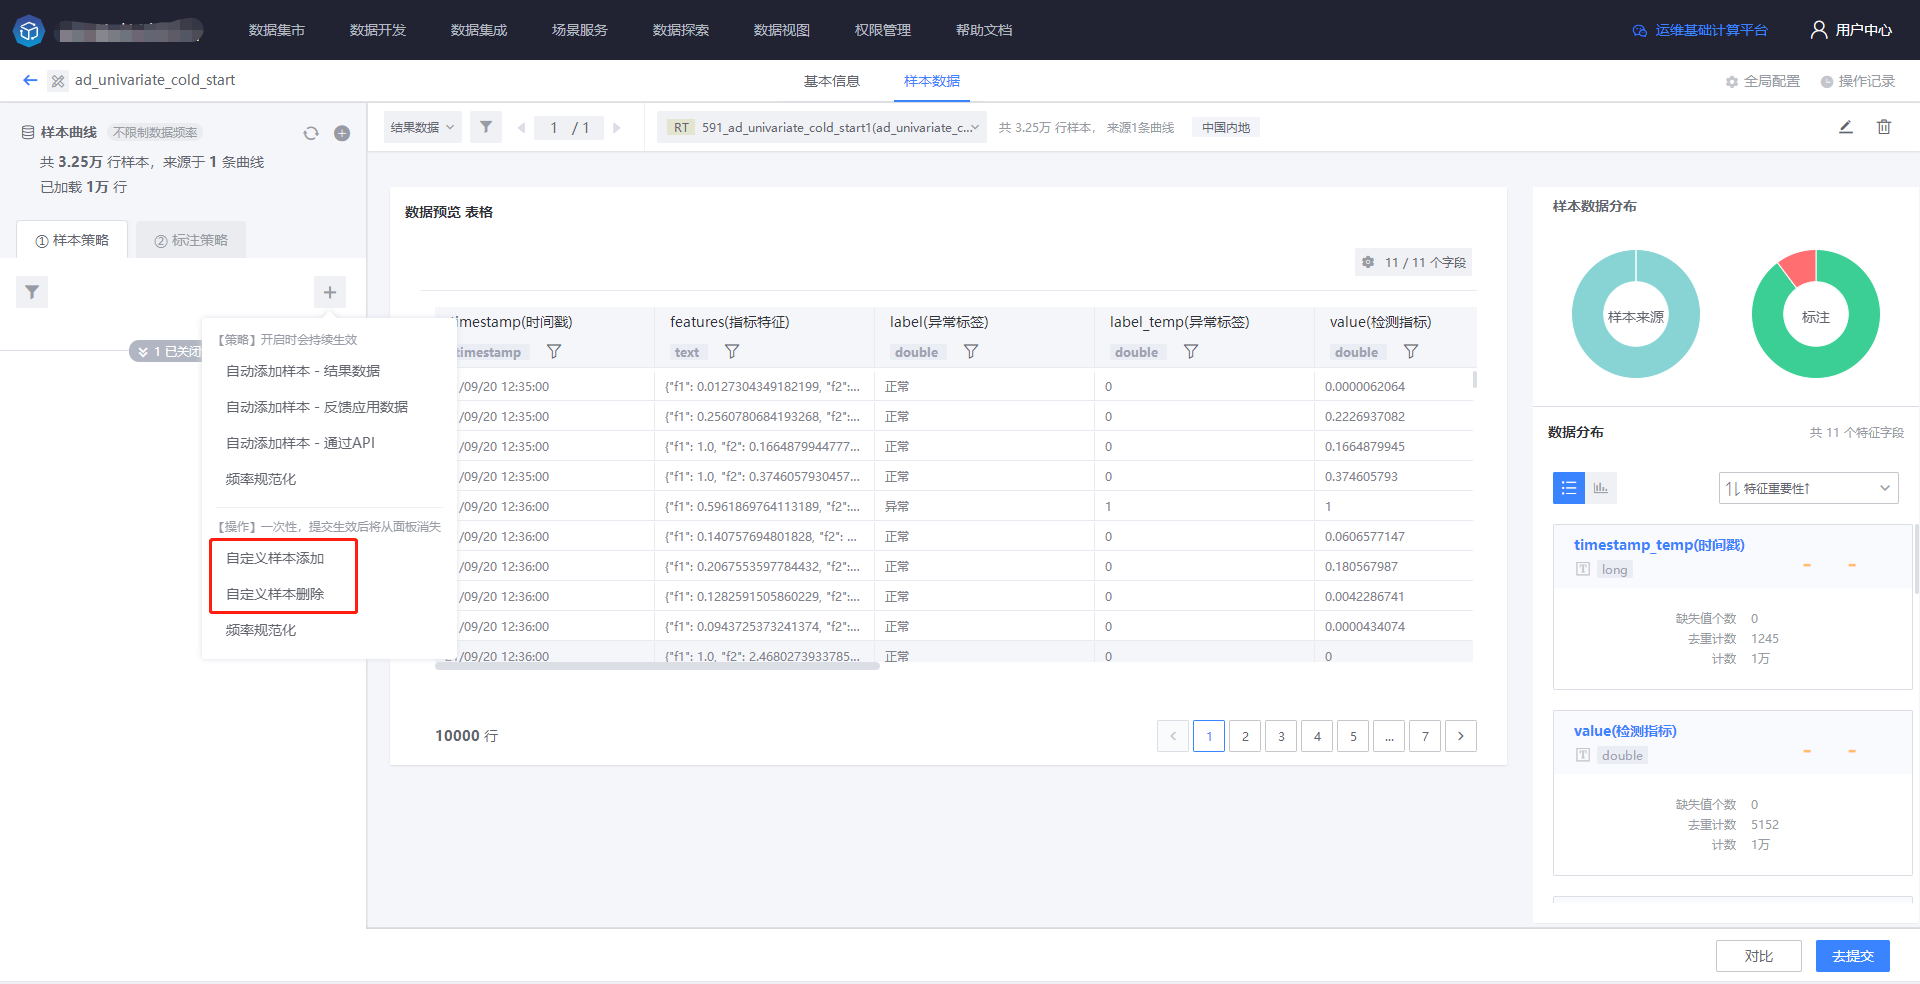 数据集市 数据开发 数据集成 场景服务 数据探索 数据视图 权限管理 帮助文档 运维基础计算平台 用户中心
ad_univariate_cold_start 基本信息 样本数据 全局配置 操作记录
样本曲线 不限制数据频率
共 3.25万 行样本，来源于 1 条曲线
已加载 1万 行
① 样本策略 ② 标注策略
1 已关闭
【策略】开启时会持续生效
自动添加样本 - 结果数据
自动添加样本 - 反馈应用数据
自动添加样本 - 通过API
频率规范化
【操作】一次性，提交生效后将从面板消失
自定义样本添加
自定义样本删除
频率规范化
结果数据 1 / 1 RT 591_ad_univariate_cold_start1(ad_univariate_c... 共 3.25万 行样本， 来源1条曲线 中国内地
数据预览 表格
11 / 11 个字段
imestamp(时间戳) features(指标特征) label(异常标签) label_temp(异常标签) value(检测指标)
timestamp text double double double
/09/20 12:35:00 {"f1": 0.0127304349182199, "f2":... 正常 0 0.0000062064
/09/20 12:35:00 {"f1": 0.2560780684193268, "f2":... 正常 0 0.2226937082
/09/20 12:35:00 {"f1": 1.0, "f2": 0.1664879944777... 正常 0 0.1664879945
/09/20 12:35:00 {"f1": 1.0, "f2": 0.3746057930457... 正常 0 0.374605793
/09/20 12:36:00 {"f1": 0.5961869764113189, "f2":... 异常 1 1
/09/20 12:36:00 {"f1": 0.140757694801828, "f2": ... 正常 0 0.0606577147
/09/20 12:36:00 {"f1": 0.2067553597784432, "f2":... 正常 0 0.180567987
/09/20 12:36:00 {"f1": 0.1282591505860229, "f2":... 正常 0 0.0042286741
/09/20 12:36:00 {"f1": 0.0943725373241374, "f2":... 正常 0 0.0000434074
/09/20 12:36:00 {"f1": 1.0, "f2": 2.4680273933785... 正常 0 0
10000 行
1 2 3 4 5 ... 7
样本数据分布
样本来源 标注
数据分布 共 11 个特征字段
特征重要性↑
timestamp_temp(时间戳)
long - -
缺失值个数 0
去重计数 1245
计数 1万
value(检测指标)
double - -
缺失值个数 0
去重计数 5152
计数 1万
对比 去提交